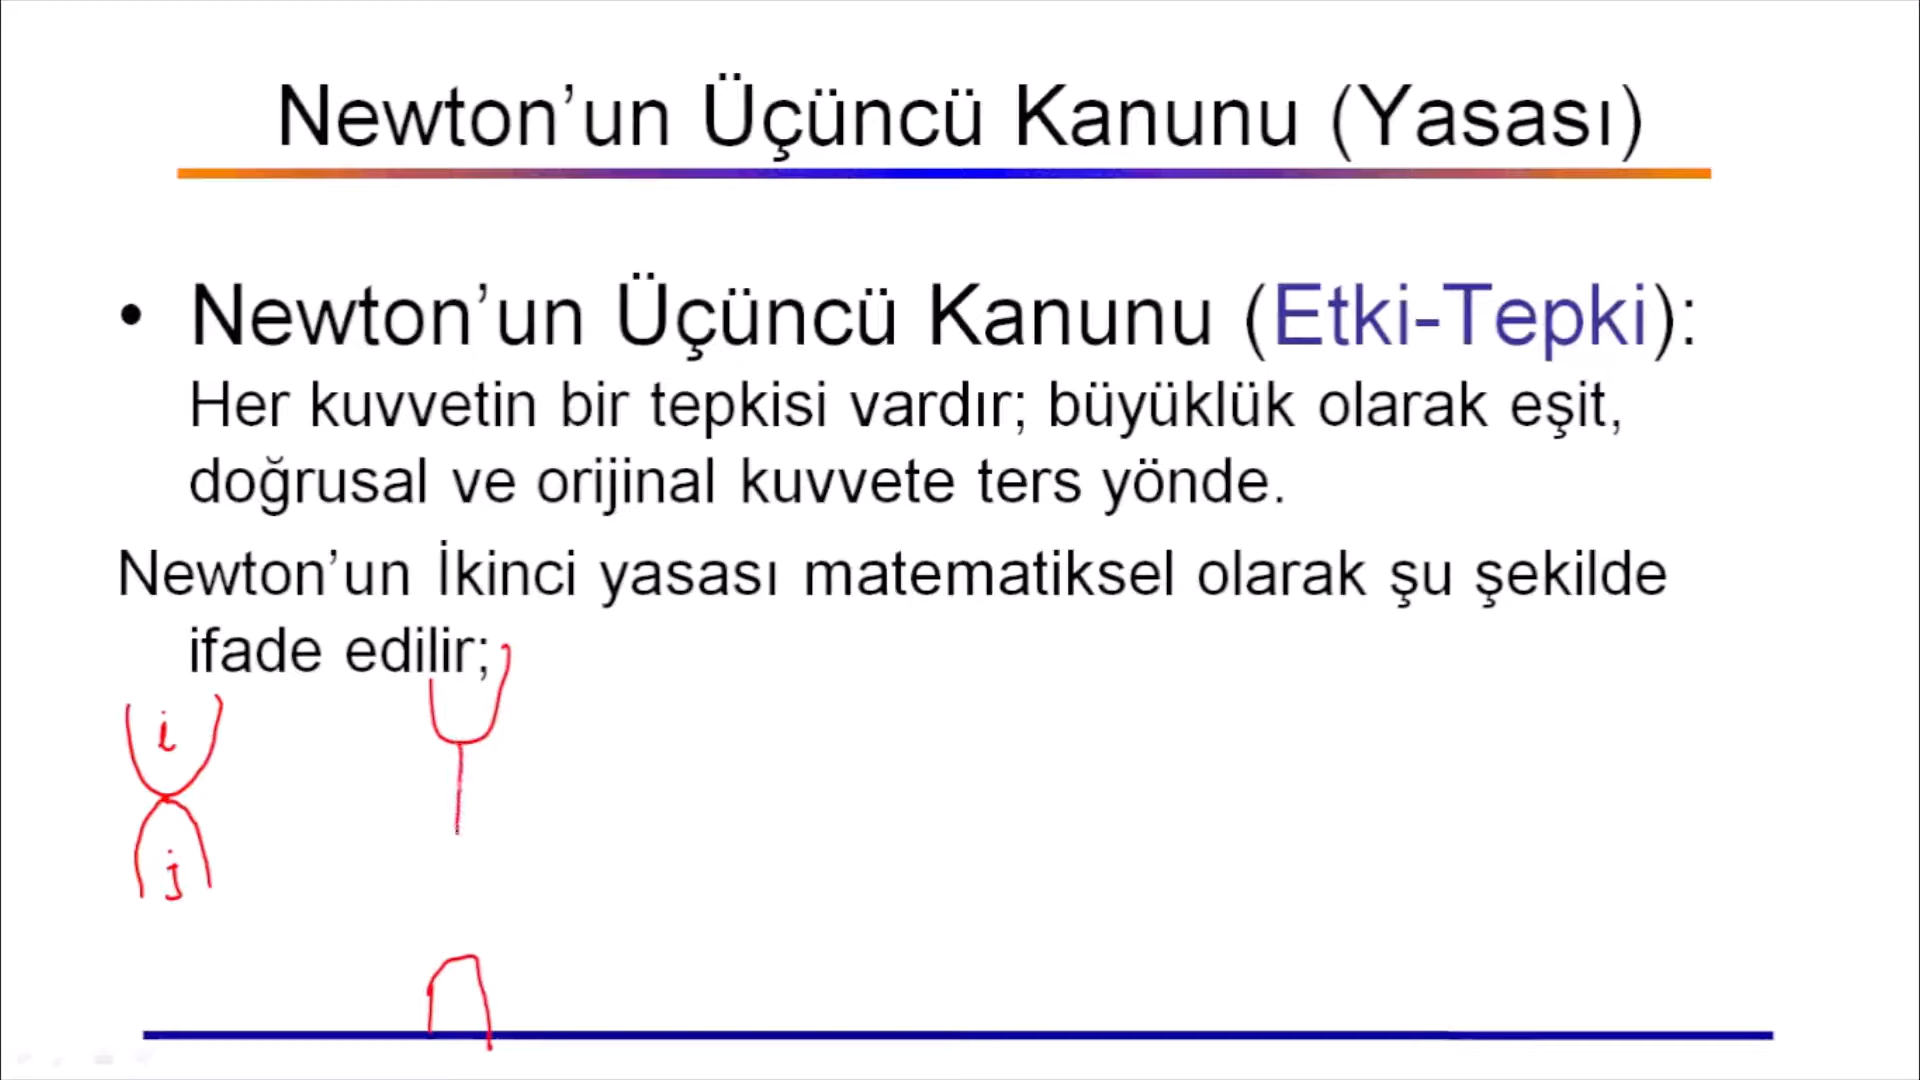 Newton’un Üçüncü Kanunu (Yasası)
• Newton’un Üçüncü Kanunu (Etki-Tepki):
Her kuvvetin bir tepkisi vardır; büyüklük olarak eşit,
doğrusal ve orijinal kuvvete ters yönde.
Newton’un İkinci yasası matematiksel olarak şu şekilde
ifade edilir;
i
j